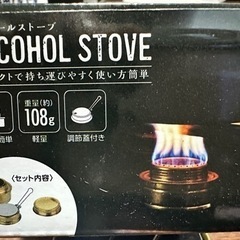 ールストーブ
COHOL STOVE
クトで持ち運びやすく使い方簡単
重量(約)
108g
簡単
軽量
調節蓋付き
〈セット内容〉